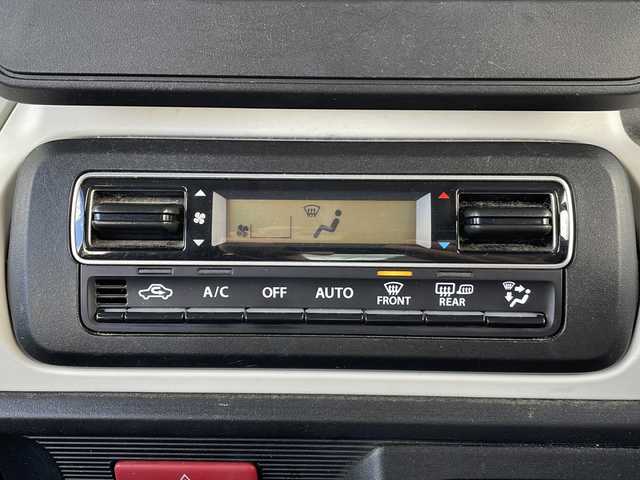 A/C OFF AUTO FRONT REAR